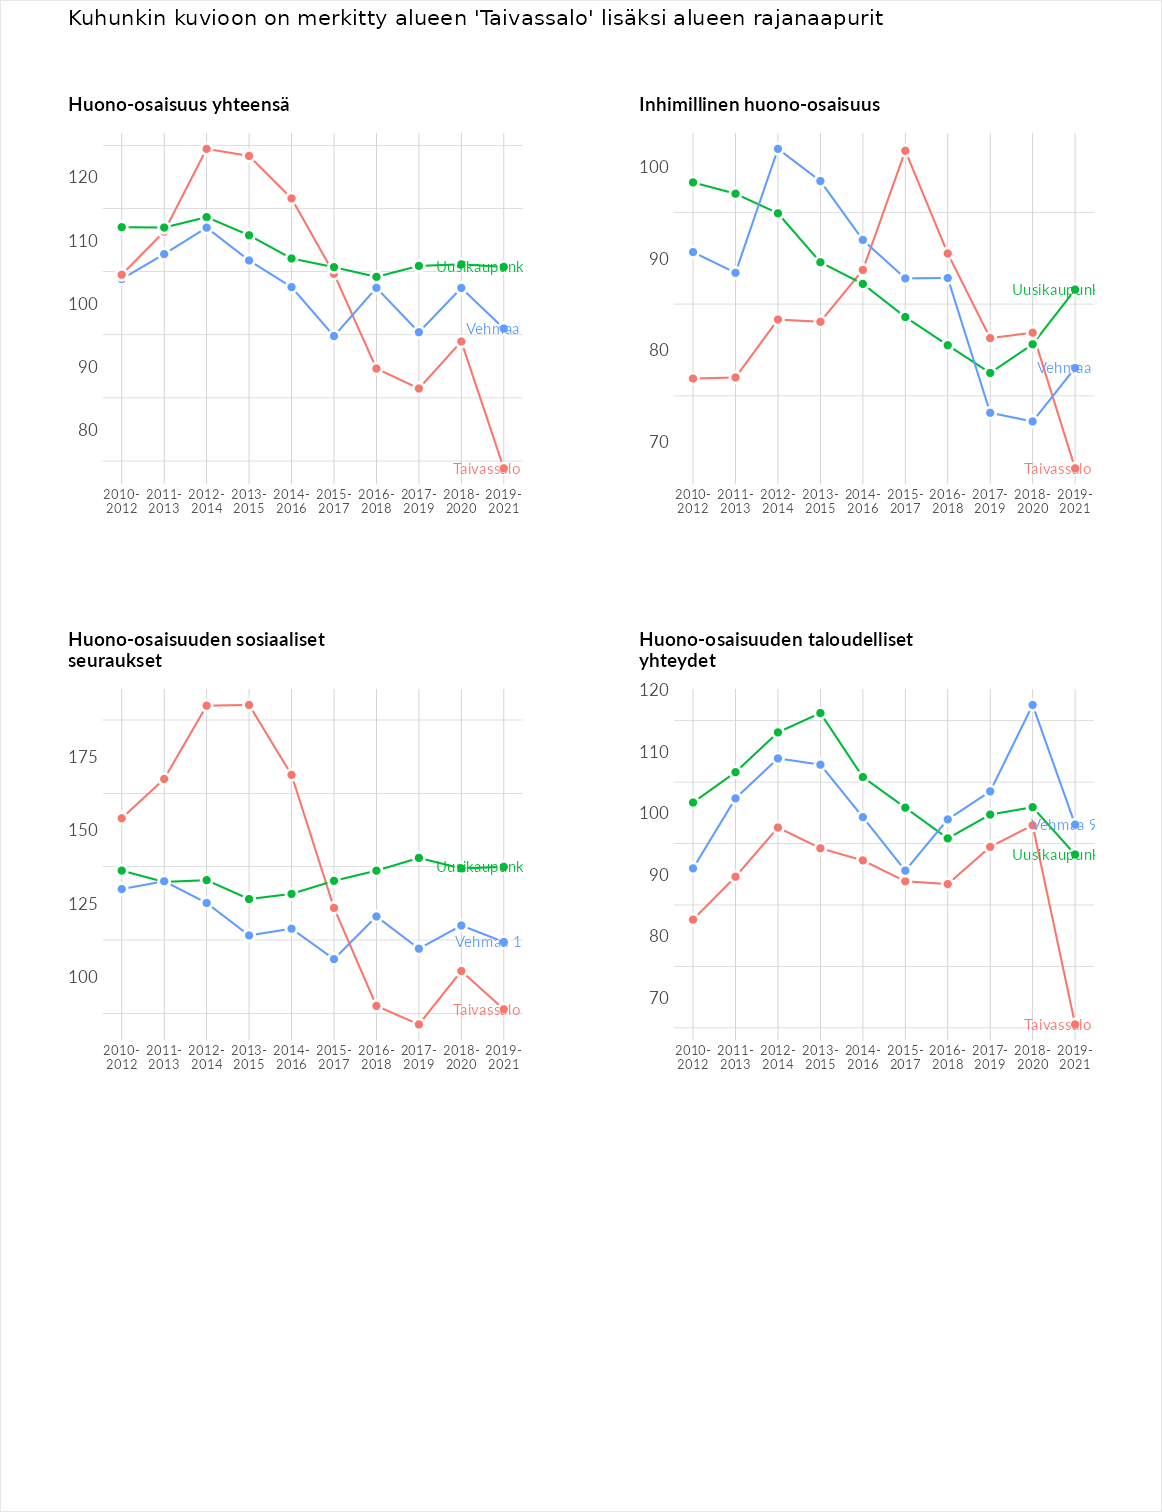 Kuhunkin kuvioon on merkitty alueen 'Taivassalo' lisäksi alueen rajanaapurit
Huono-osaisuus yhteensä
120
110
100
90
80
Uusikaupunk
Vehmaa
Taivassalo
2010- 2011- 2012- 2013- 2014- 2015- 2016- 2017- 2018- 2019-
2012 2013 2014 2015 2016 2017 2018 2019 2020 2021
Inhimillinen huono-osaisuus
100
90
80
70
Uusikaupunk
Vehmaa
Taivassalo
2010- 2011- 2012- 2013- 2014- 2015- 2016- 2017- 2018- 2019-
2012 2013 2014 2015 2016 2017 2018 2019 2020 2021
Huono-osaisuuden sosiaaliset
seuraukset
175
150
125
100
Uusikaupunk
Vehmaa 1
Taivassalo
2010- 2011- 2012- 2013- 2014- 2015- 2016- 2017- 2018- 2019-
2012 2013 2014 2015 2016 2017 2018 2019 2020 2021
Huono-osaisuuden taloudelliset
yhteydet
120
110
100
90
80
70
Vehmaa 9
Uusikaupunk
Taivassalo
2010- 2011- 2012- 2013- 2014- 2015- 2016- 2017- 2018- 2019-
2012 2013 2014 2015 2016 2017 2018 2019 2020 2021